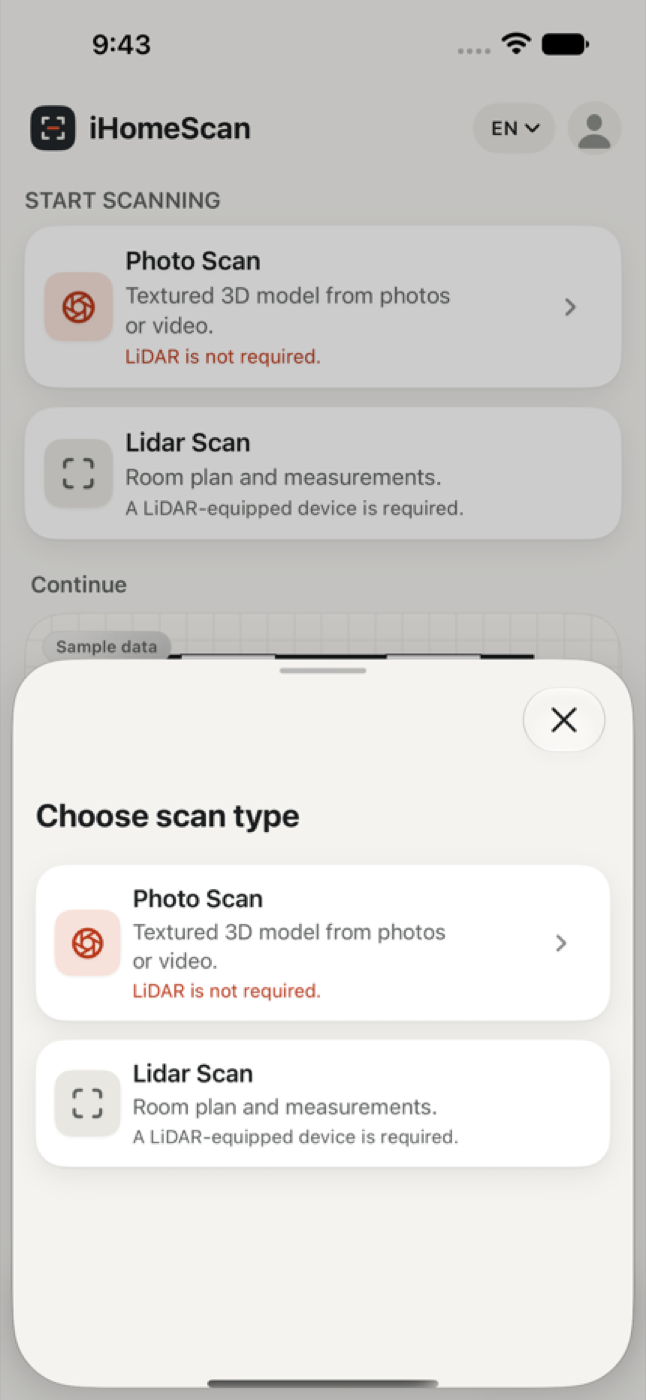 9:43
iHomeScan
EN
START SCANNING
Photo Scan
Textured 3D model from photos
or video.
LiDAR is not required.
Lidar Scan
Room plan and measurements.
A LiDAR-equipped device is required.
Continue
Sample data
Choose scan type
Photo Scan
Textured 3D model from photos
or video.
LiDAR is not required.
Lidar Scan
Room plan and measurements.
A LiDAR-equipped device is required.